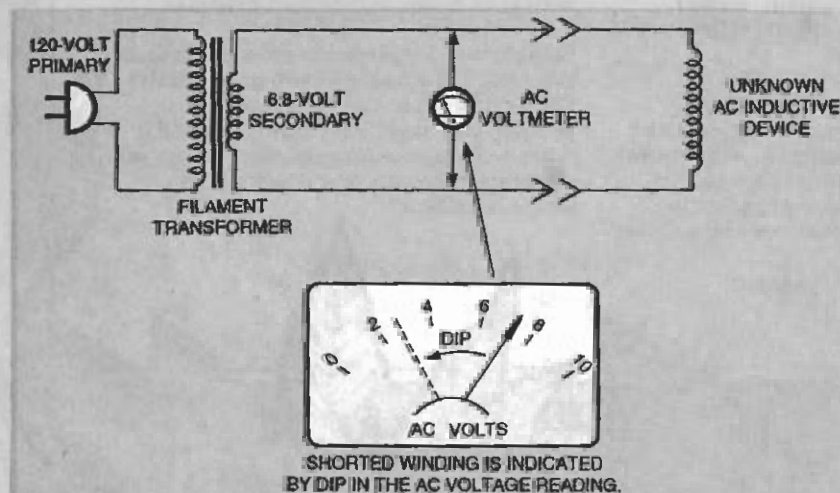 120-VOLT
PRIMARY
6.3-VOLT
SECONDARY
AC
VOLTMETER
UNKNOWN
AC INDUCTIVE
DEVICE
FILAMENT
TRANSFORMER
0
2
4
6
8
10
DIP
AC VOLTS
SHORTED WINDING IS INDICATED
BY DIP IN THE AC VOLTAGE READING.